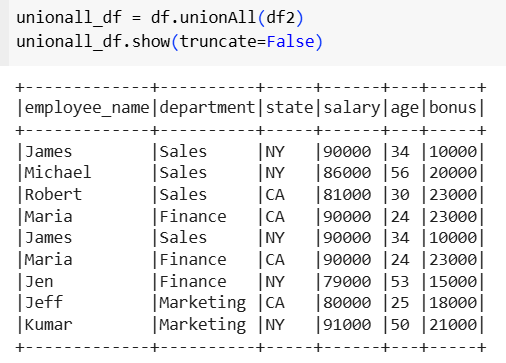 unionall_df = df.unionAll(df2)
unionall_df.show(truncate=False)
+-------------+----------+-----+------+---+-----+
|employee_name|department|state|salary|age|bonus|
+-------------+----------+-----+------+---+-----+
|James        |Sales     |NY   |90000 |34 |10000|
|Michael      |Sales     |NY   |86000 |56 |20000|
|Robert       |Sales     |CA   |81000 |30 |23000|
|Maria        |Finance   |CA   |90000 |24 |23000|
|James        |Sales     |NY   |90000 |34 |10000|
|Maria        |Finance   |CA   |90000 |24 |23000|
|Jen          |Finance   |NY   |79000 |53 |15000|
|Jeff         |Marketing |CA   |80000 |25 |18000|
|Kumar        |Marketing |NY   |91000 |50 |21000|
+-------------+----------+-----+------+---+-----+